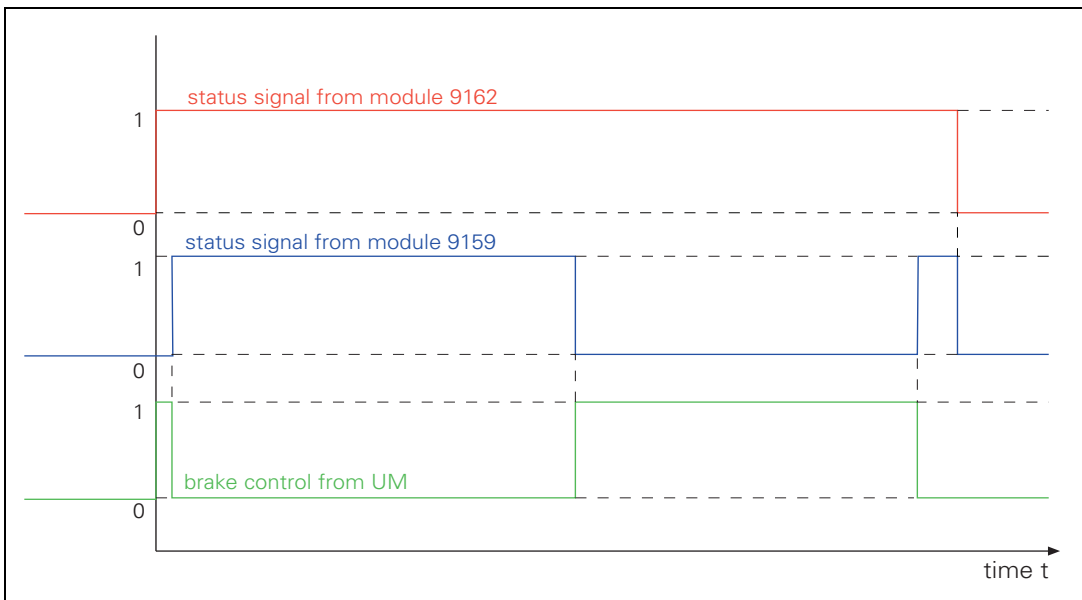 status signal from module 9162
1
0
status signal from module 9159
1
0
1
brake control from UM
0
time t